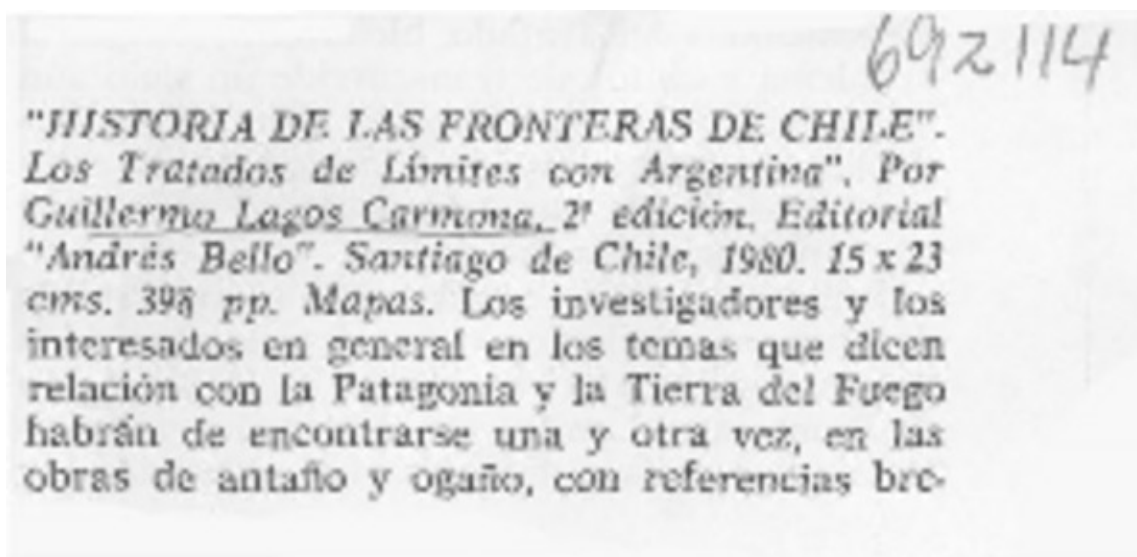 692114
"HISTORIA DE LAS FRONTERAS DE CHILE".
Los Tratados de Límites con Argentina". Por
Guillermo Lagos Carmona, 2ª edición, Editorial
"Andrés Bello". Santiago de Chile, 1980. 15 x 23
cms. 398 pp. Mapas. Los investigadores y los
interesados en general en los temas que dicen
relación con la Patagonia y la Tierra del Fuego
habrán de encontrarse una y otra vez, en las
obras de antaño y ogaño, con referencias bre-